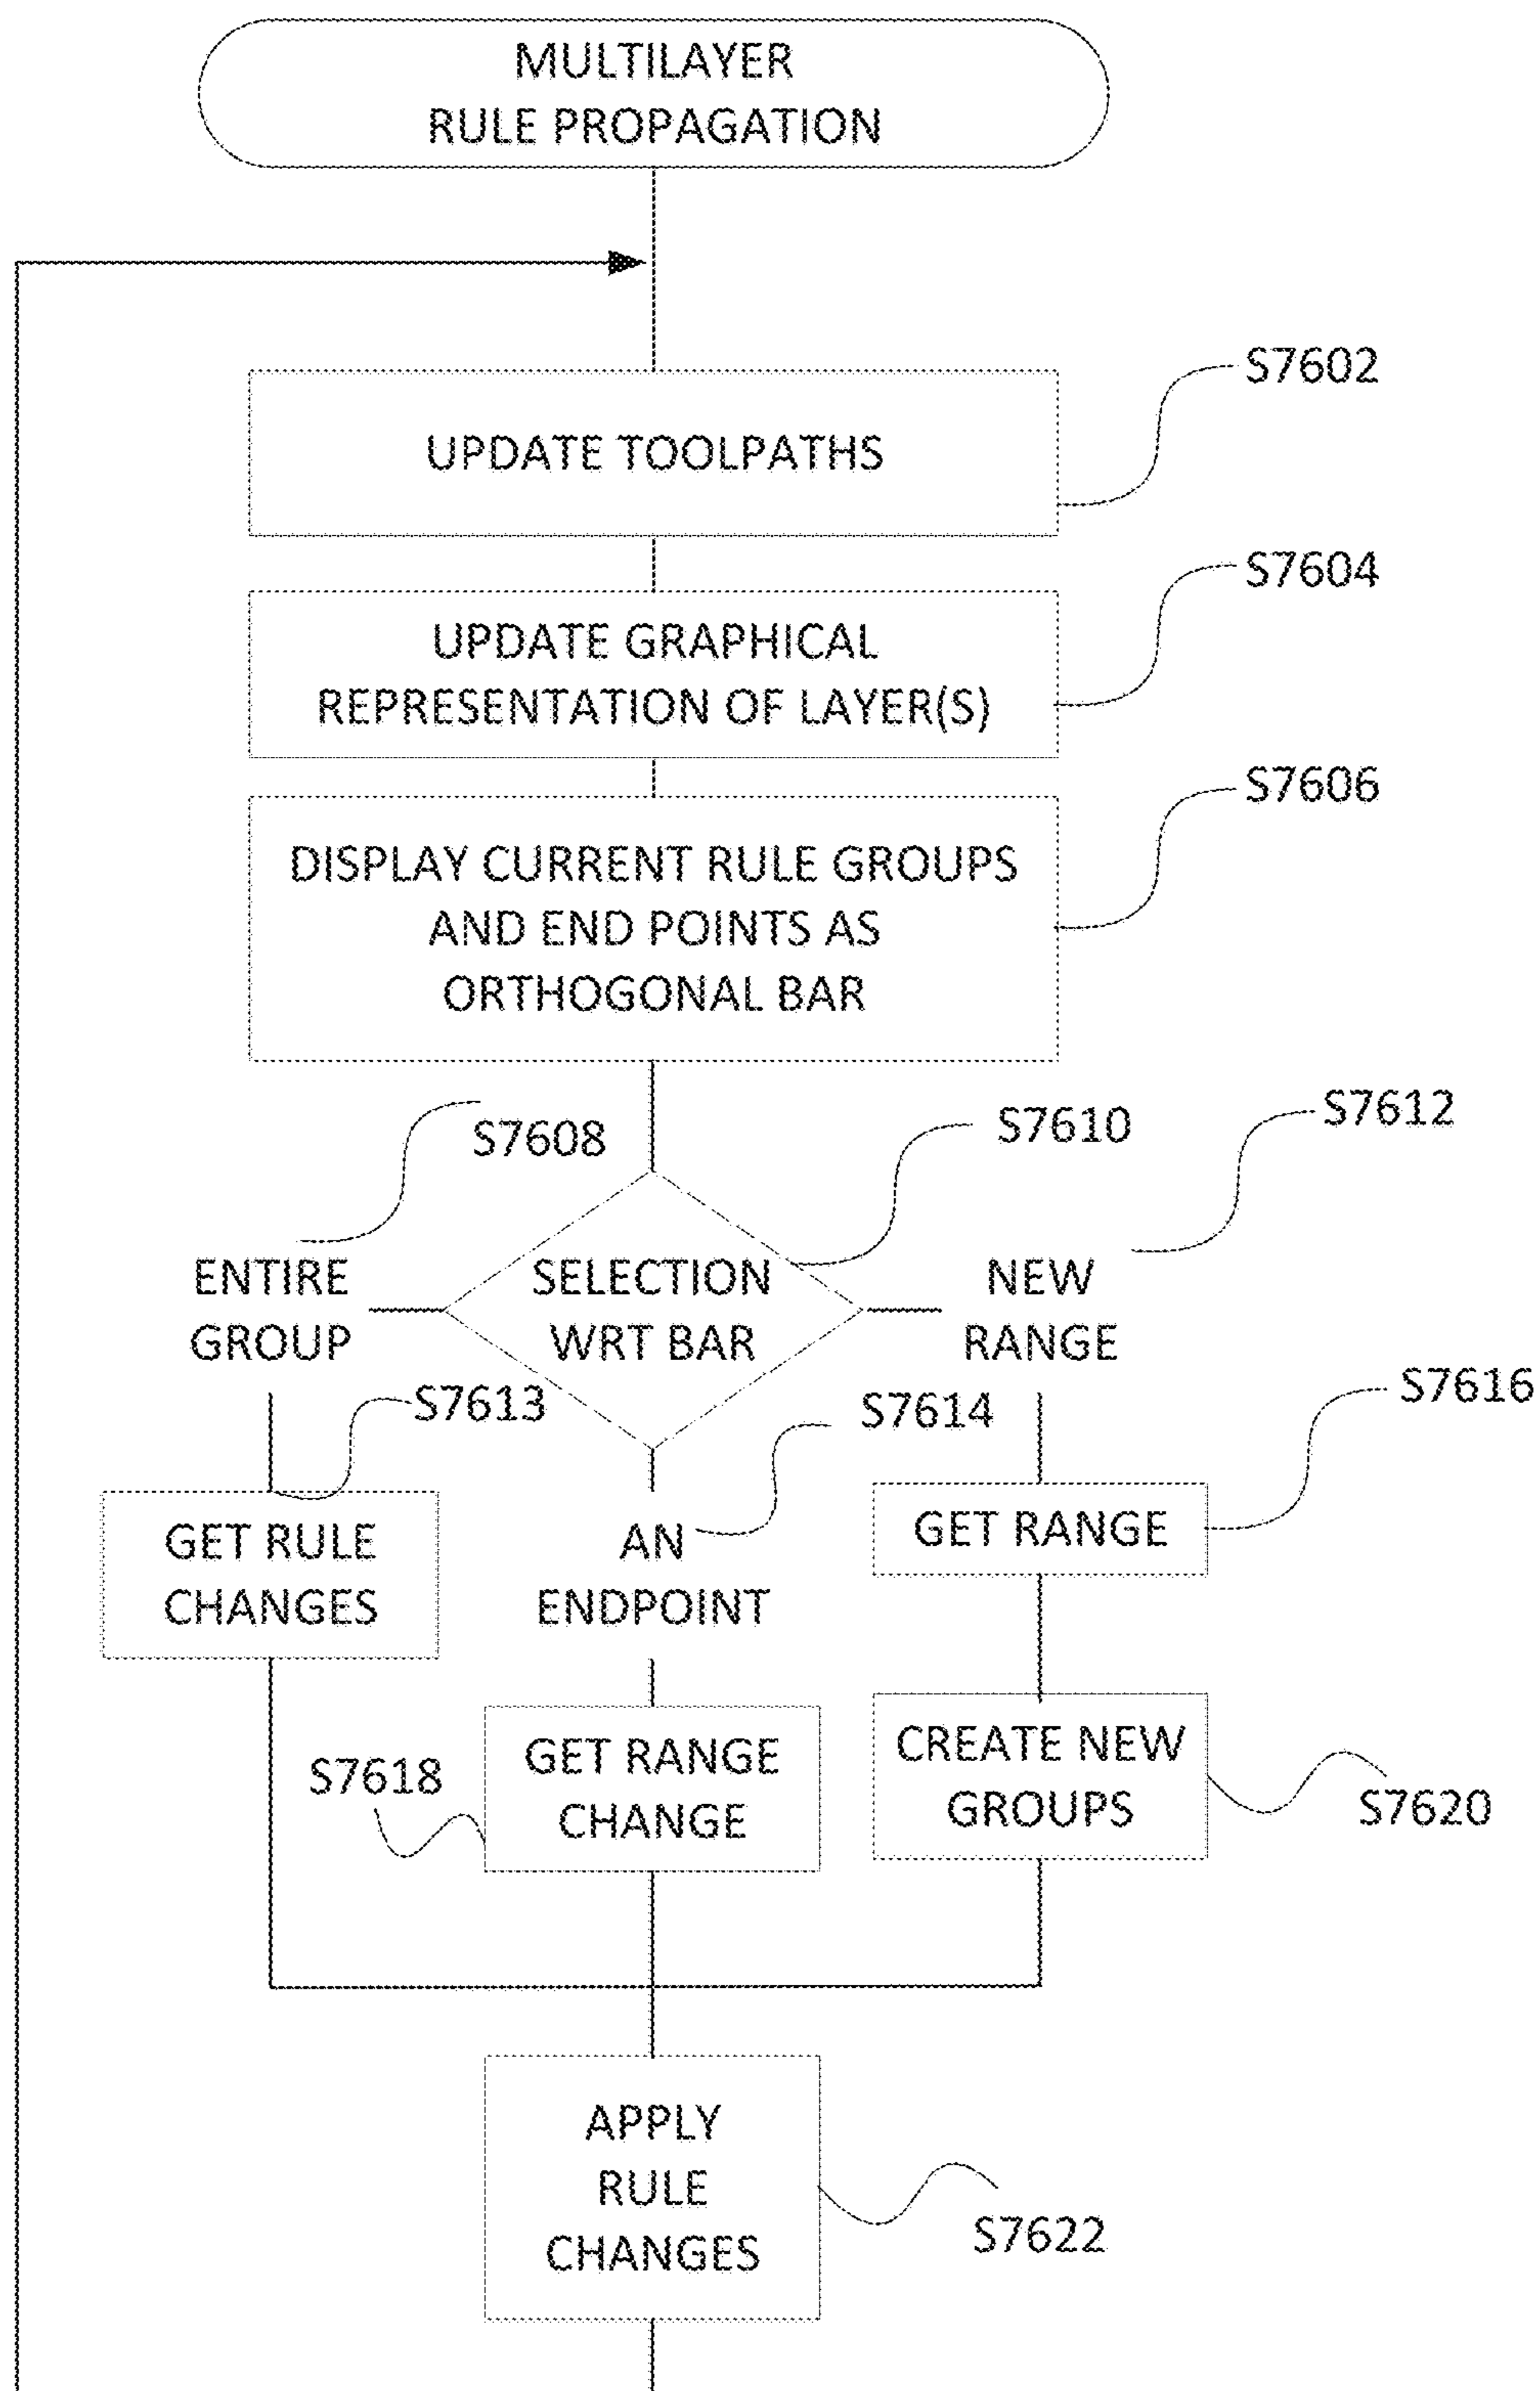 MULTILAYER
RULE PROPAGATION
S7602
UPDATE TOOLPATHS
S7604
UPDATE GRAPHICAL
REPRESENTATION OF LAYER(S)
S7606
DISPLAY CURRENT RULE GROUPS
AND END POINTS AS
ORTHOGONAL BAR
S7608
S7610
S7612
ENTIRE
GROUP
SELECTION
WRT BAR
NEW
RANGE
S7613
S7614
S7616
GET RULE
CHANGES
AN
ENDPOINT
GET RANGE
S7618
GET RANGE
CHANGE
CREATE NEW
GROUPS
S7620
APPLY
RULE
CHANGES
S7622